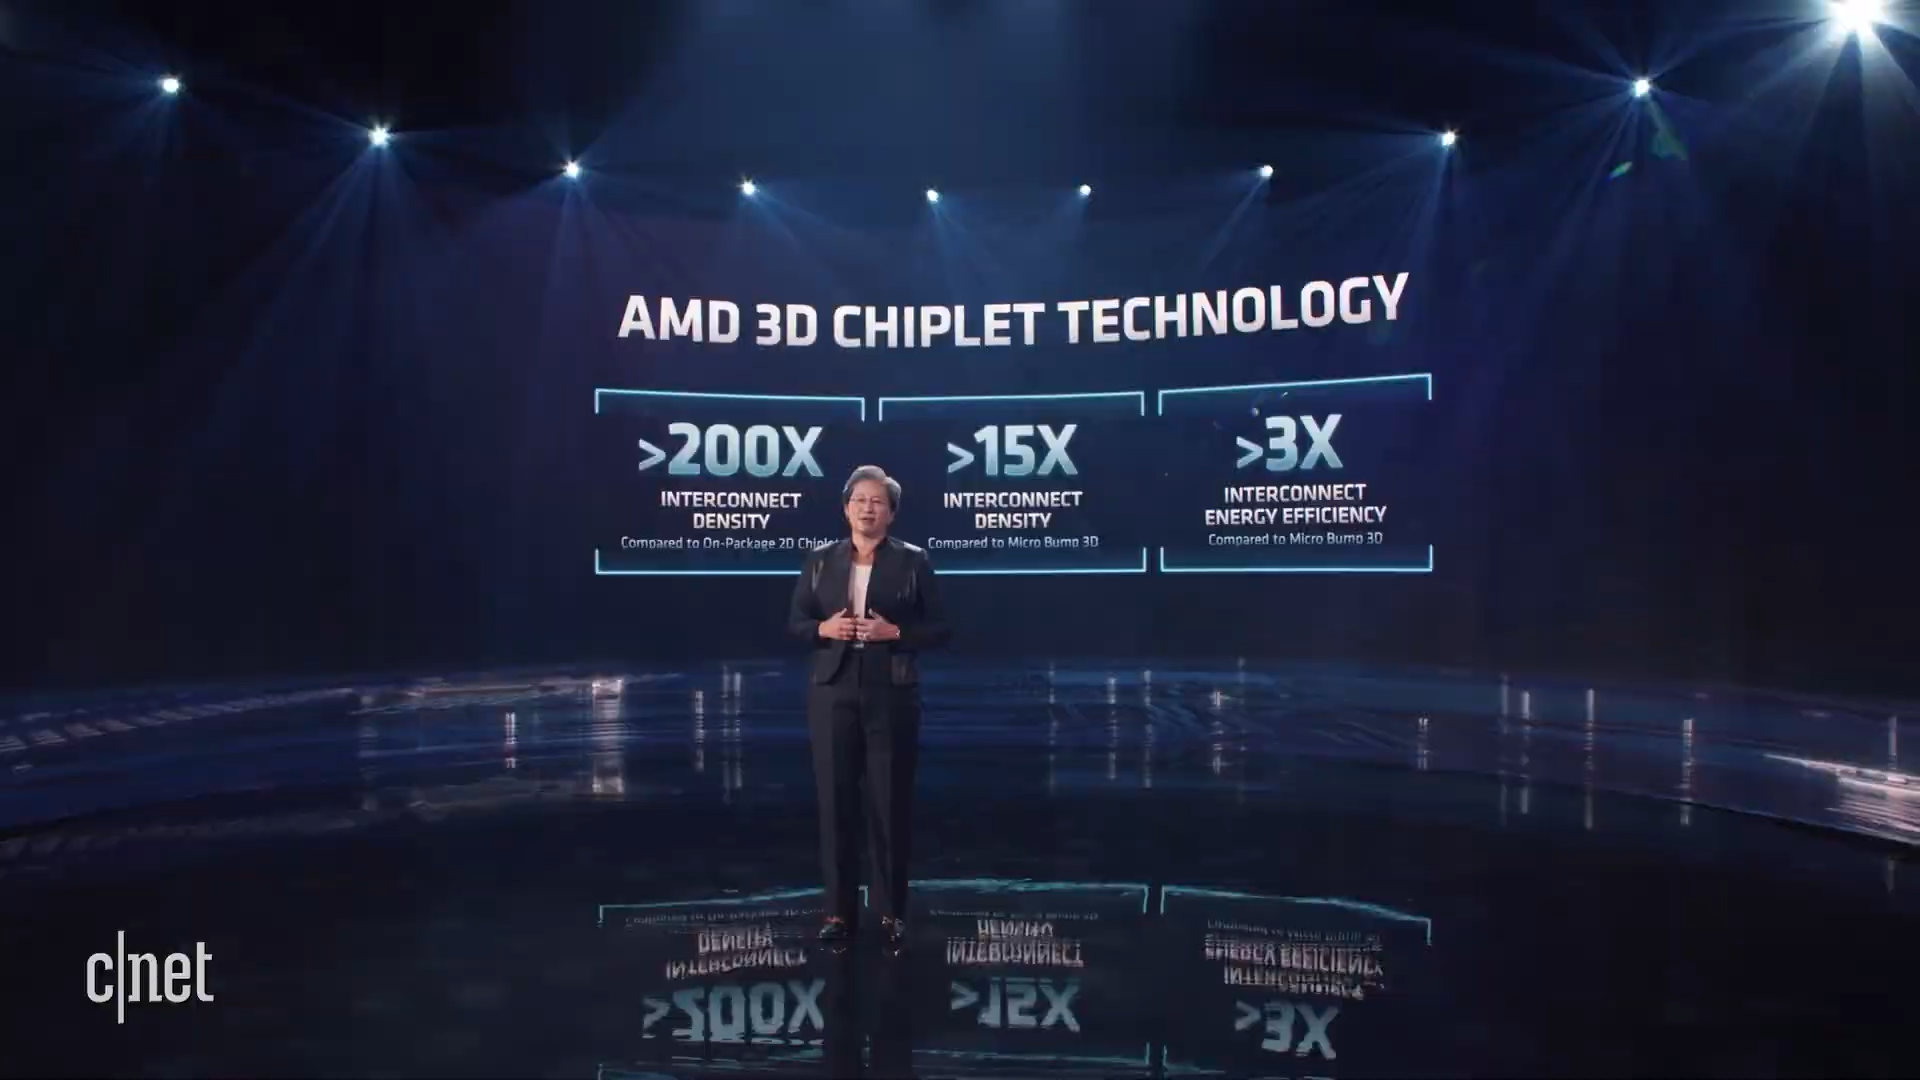 AMD 3D CHIPLET TECHNOLOGY
>200X
INTERCONNECT
DENSITY
Compared to On-Package 2D
>15X
INTERCONNECT
DENSITY
Compared to Micro Bump 3D
>3X
INTERCONNECT
ENERGY EFFICIENCY
Compared to Micro Bump 3D
c|net